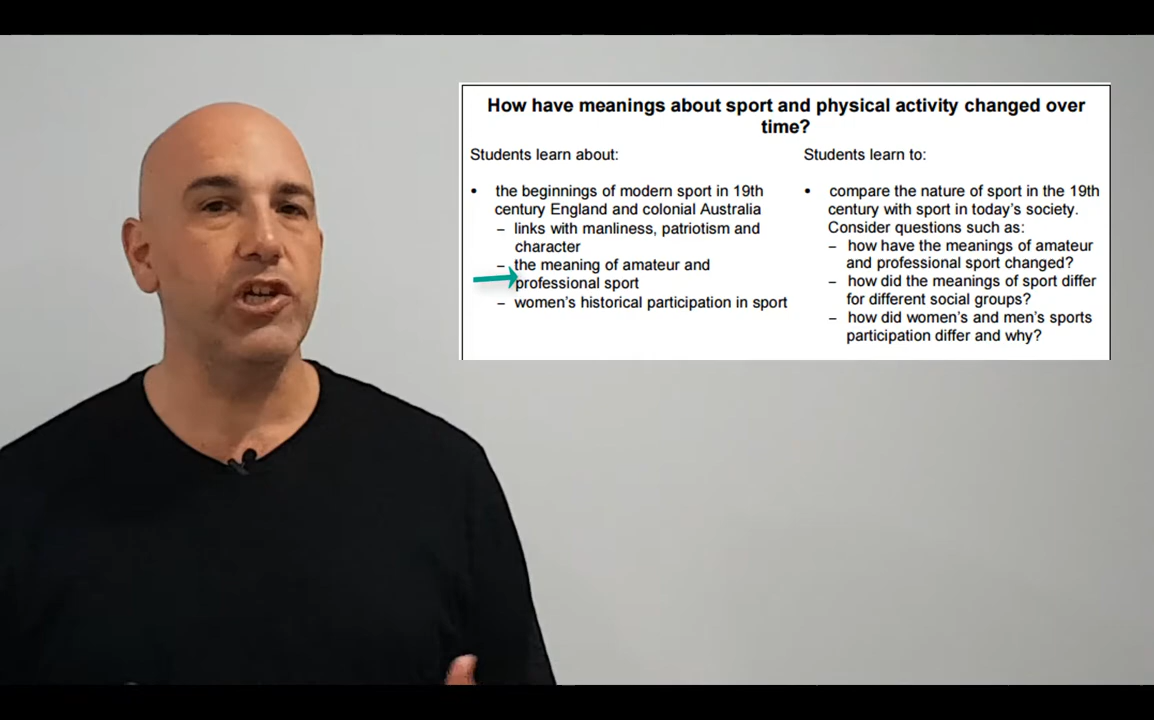 How have meanings about sport and physical activity changed over
time?
Students learn about:
• the beginnings of modern sport in 19th
century England and colonial Australia
– links with manliness, patriotism and
character
– the meaning of amateur and
professional sport
– women's historical participation in sport
Students learn to:
• compare the nature of sport in the 19th
century with sport in today's society.
Consider questions such as:
– how have the meanings of amateur
and professional sport changed?
– how did the meanings of sport differ
for different social groups?
– how did women's and men's sports
participation differ and why?